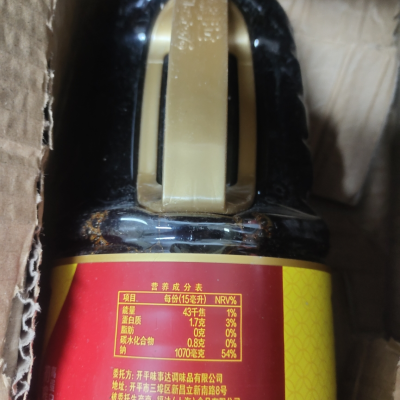 营养成分表
项目 每份(15毫升) NRV%
能量 43千焦 1%
蛋白质 1.7克 3%
脂肪 0克 0%
碳水化合物 0.8克 0%
钠 1070毫克 54%
委托方: 开平味事达调味品有限公司
地址: 开平市三埠区新昌立新南路8号